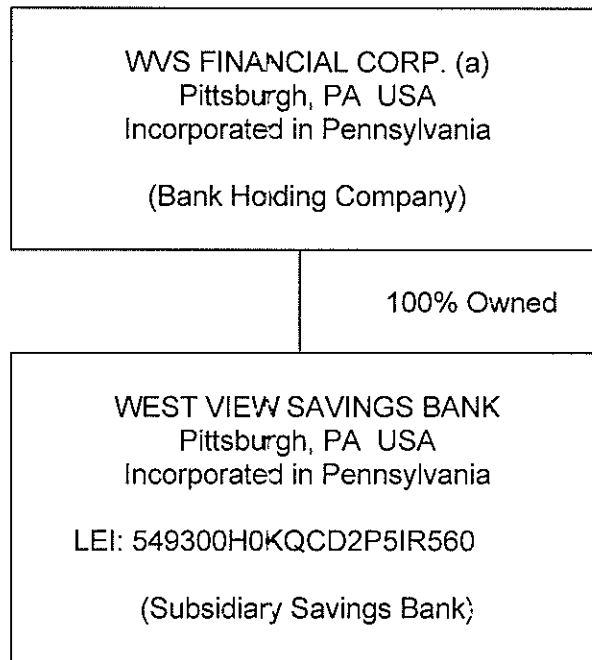 WVS FINANCIAL CORP. (a)
Pittsburgh, PA USA
Incorporated in Pennsylvania
(Bank Holding Company)
100% Owned
WEST VIEW SAVINGS BANK
Pittsburgh, PA USA
Incorporated in Pennsylvania
LEI: 549300H0KQCD2P5IR560
(Subsidiary Savings Bank)